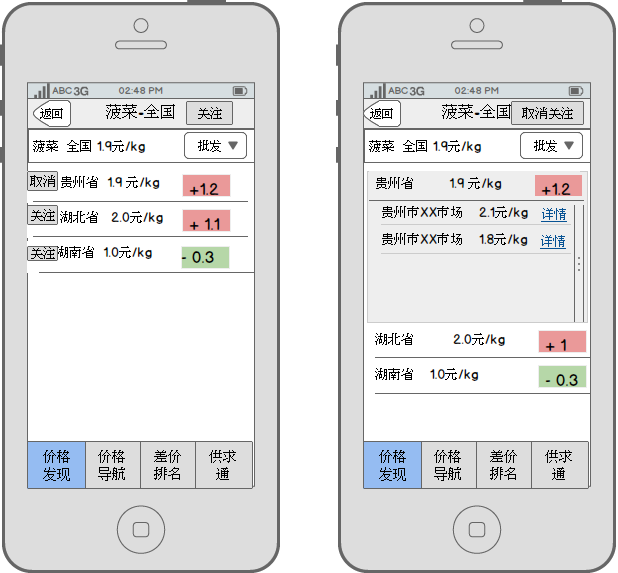 ABC 3G 02:48 PM
返回 菠菜-全国 关注
菠菜 全国 1.9元/kg 批发
取消 贵州省 1.9 元/kg +1.2
关注 湖北省 2.0元/kg + 1.1
关注 湖南省 1.0元/kg - 0.3
价格发现 价格导航 差价排名 供求通
ABC 3G 02:48 PM
返回 菠菜-全国 取消关注
菠菜 全国 1.9元/kg 批发
贵州省 1.9 元/kg +1.2
贵州市XX市场 2.1元/kg 详情
贵州市XX市场 1.8元/kg 详情
湖北省 2.0元/kg + 1
湖南省 1.0元/kg - 0.3
价格发现 价格导航 差价排名 供求通